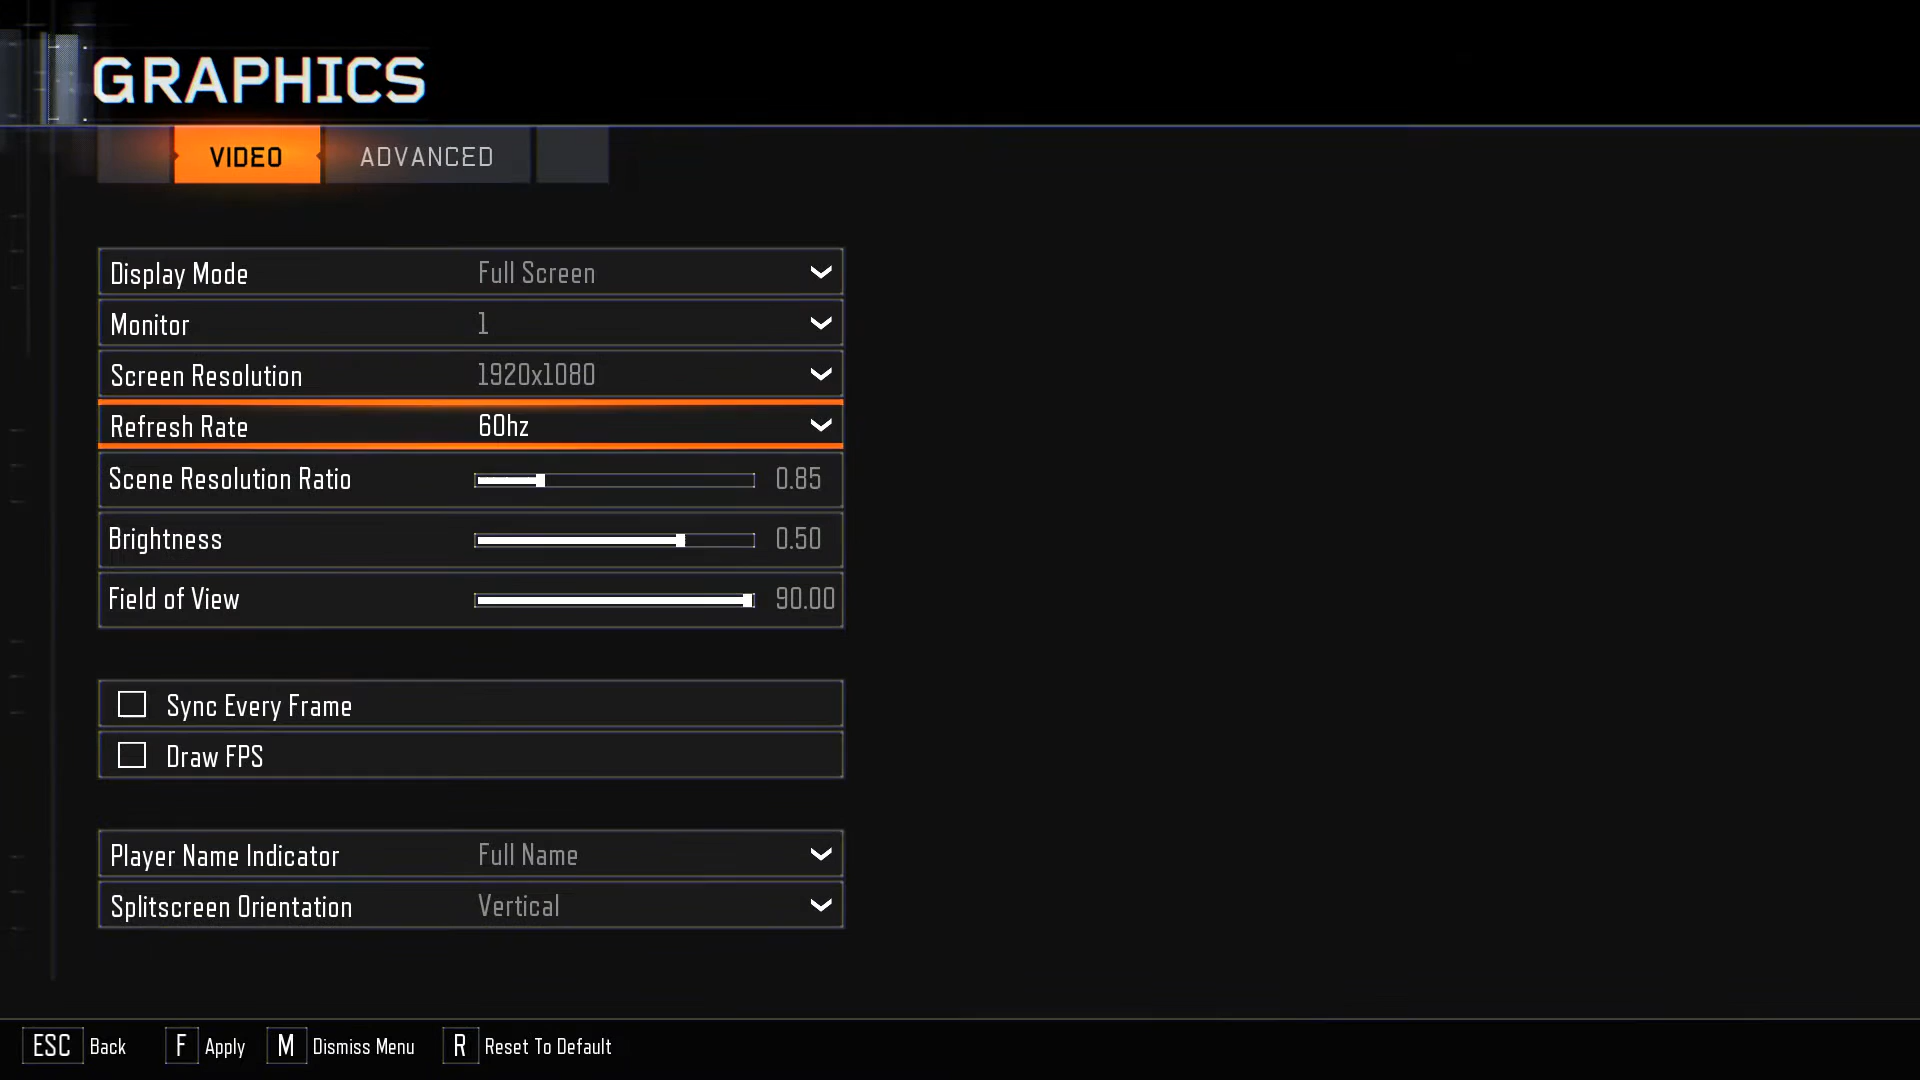 GRAPHICS
VIDEO ADVANCED
Display Mode Full Screen
Monitor 1
Screen Resolution 1920x1080
Refresh Rate 60hz
Scene Resolution Ratio 0.85
Brightness 0.50
Field of View 90.00
Sync Every Frame
Draw FPS
Player Name Indicator Full Name
Splitscreen Orientation Vertical
ESC Back F Apply M Dismiss Menu R Reset To Default